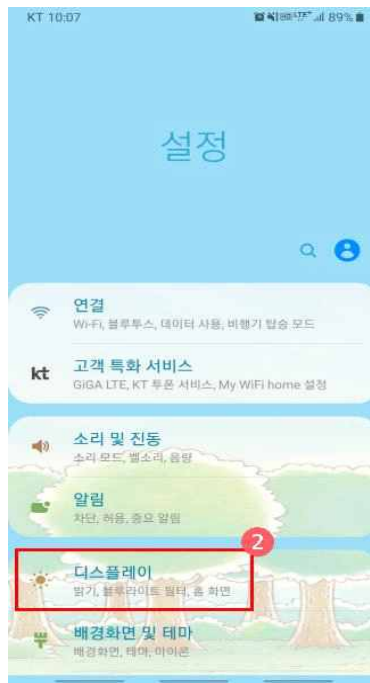 KT 10:07
89%
설정
연결
Wi-Fi, 블루투스, 데이터 사용, 비행기 탑승 모드
kt
고객 특화 서비스
GiGA LTE, KT 투폰 서비스, My WiFi home 설정
소리 및 진동
소리 모드, 벨소리, 음량
알림
차단, 허용, 중요 알림
2
디스플레이
밝기, 블루라이트 필터, 홈 화면
배경화면 및 테마
배경화면, 테마, 아이콘